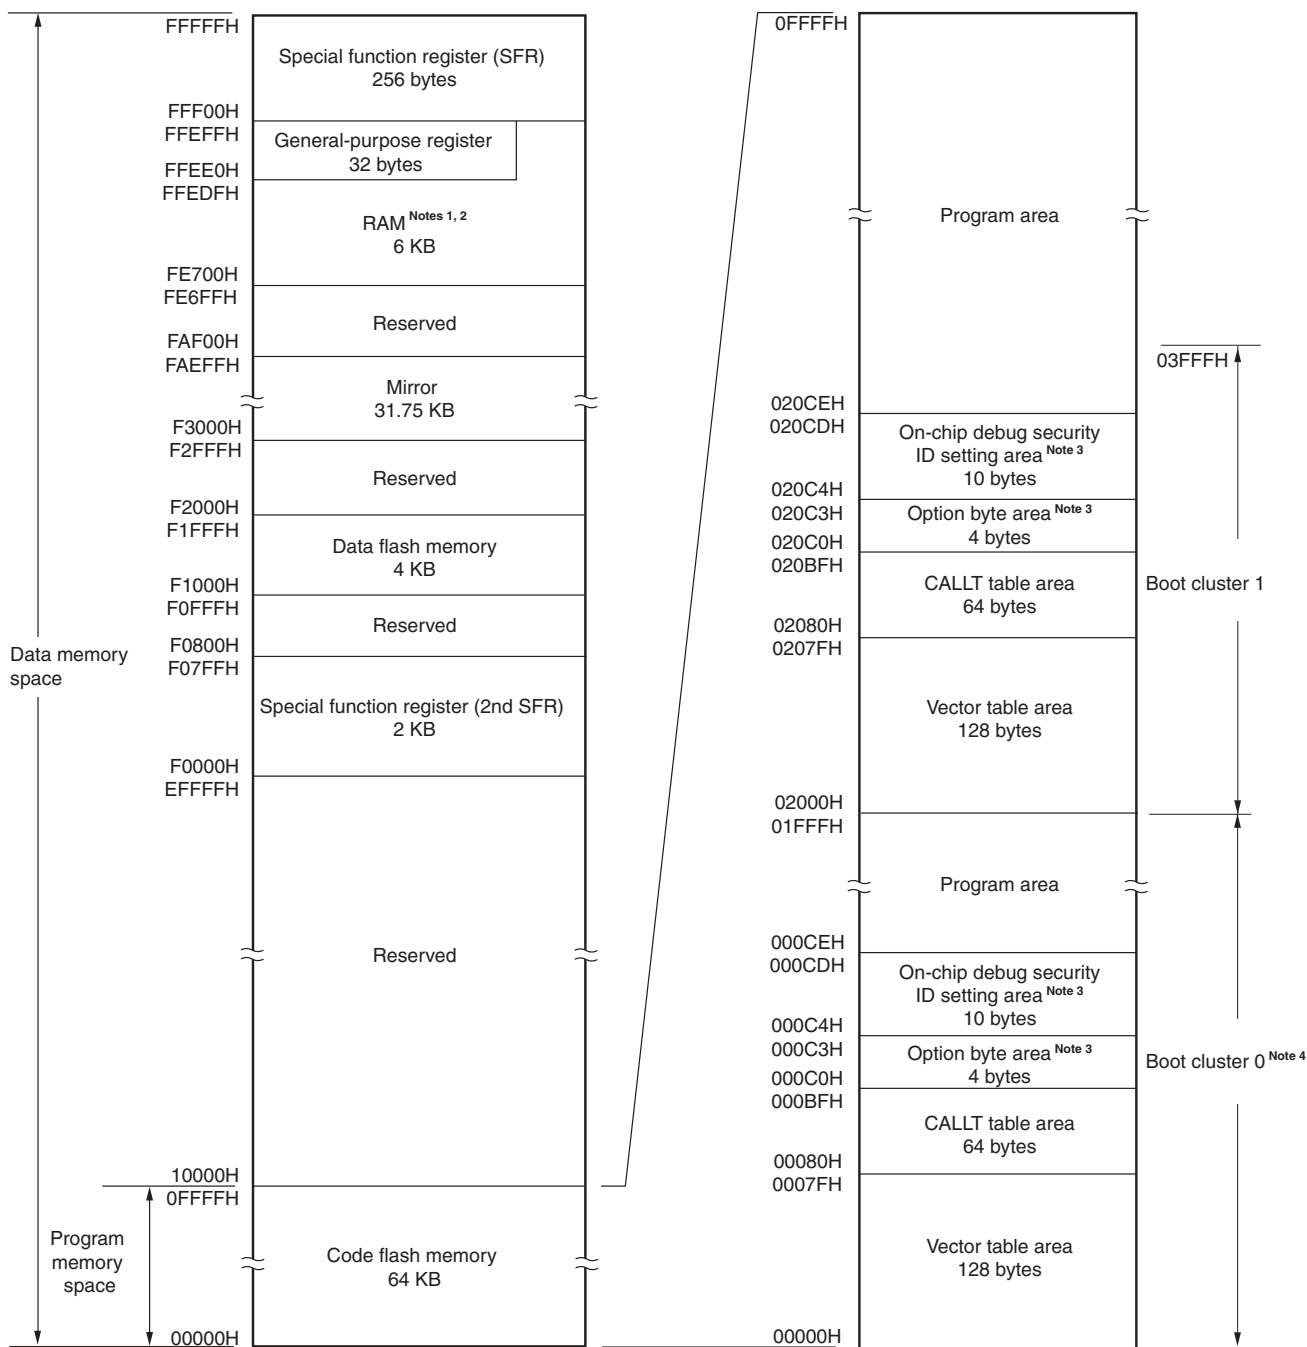 FFFFFH
Special function register (SFR)
256 bytes
FFF00H
FFEFFH
General-purpose register
32 bytes
FFEE0H
FFEDFH
RAM Notes 1, 2
6 KB
FE700H
FE6FFH
Reserved
FAF00H
FAEFFH
Mirror
31.75 KB
F3000H
F2FFFH
Reserved
F2000H
F1FFFH
Data flash memory
4 KB
F1000H
F0FFFH
Reserved
F0800H
F07FFH
Data memory
space
Special function register (2nd SFR)
2 KB
F0000H
EFFFFH
Reserved
10000H
0FFFFH
Program
memory
space
Code flash memory
64 KB
00000H
0FFFFH
Program area
03FFFH
020CEH
020CDH
On-chip debug security
ID setting area Note 3
10 bytes
020C4H
020C3H
Option byte area Note 3
4 bytes
020C0H
020BFH
CALLT table area
64 bytes
Boot cluster 1
02080H
0207FH
Vector table area
128 bytes
02000H
01FFFH
Program area
000CEH
000CDH
On-chip debug security
ID setting area Note 3
10 bytes
000C4H
000C3H
Option byte area Note 3
4 bytes
Boot cluster 0 Note 4
000C0H
000BFH
CALLT table area
64 bytes
00080H
0007FH
Vector table area
128 bytes
00000H